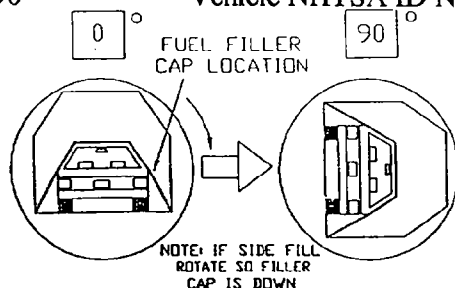 Vehicle NHTSA ID N
0 °
90 °
FUEL FILLER
CAP LOCATION
NOTE: IF SIDE FILL
ROTATE SO FILLER
CAP IS DOWN